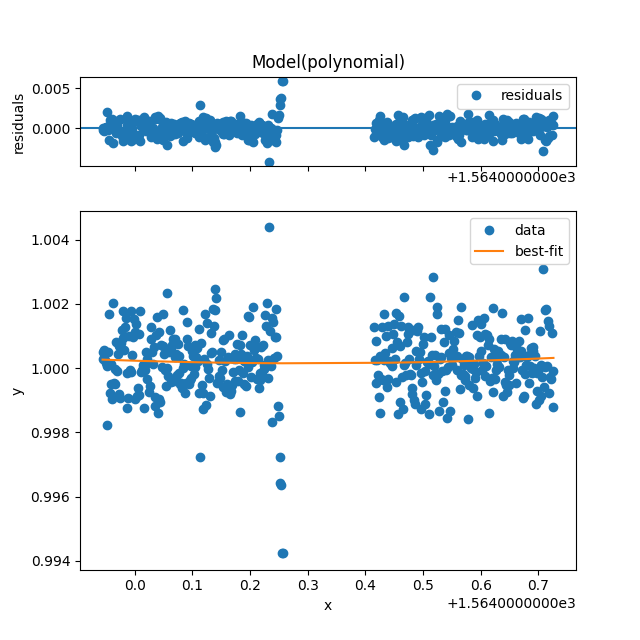 Model(polynomial)
0.005
0.000
residuals
residuals
+1.5640000000e3
1.004
1.002
1.000
0.998
0.996
0.994
y
data
best-fit
0.0 0.1 0.2 0.3 0.4 0.5 0.6 0.7
x
+1.5640000000e3